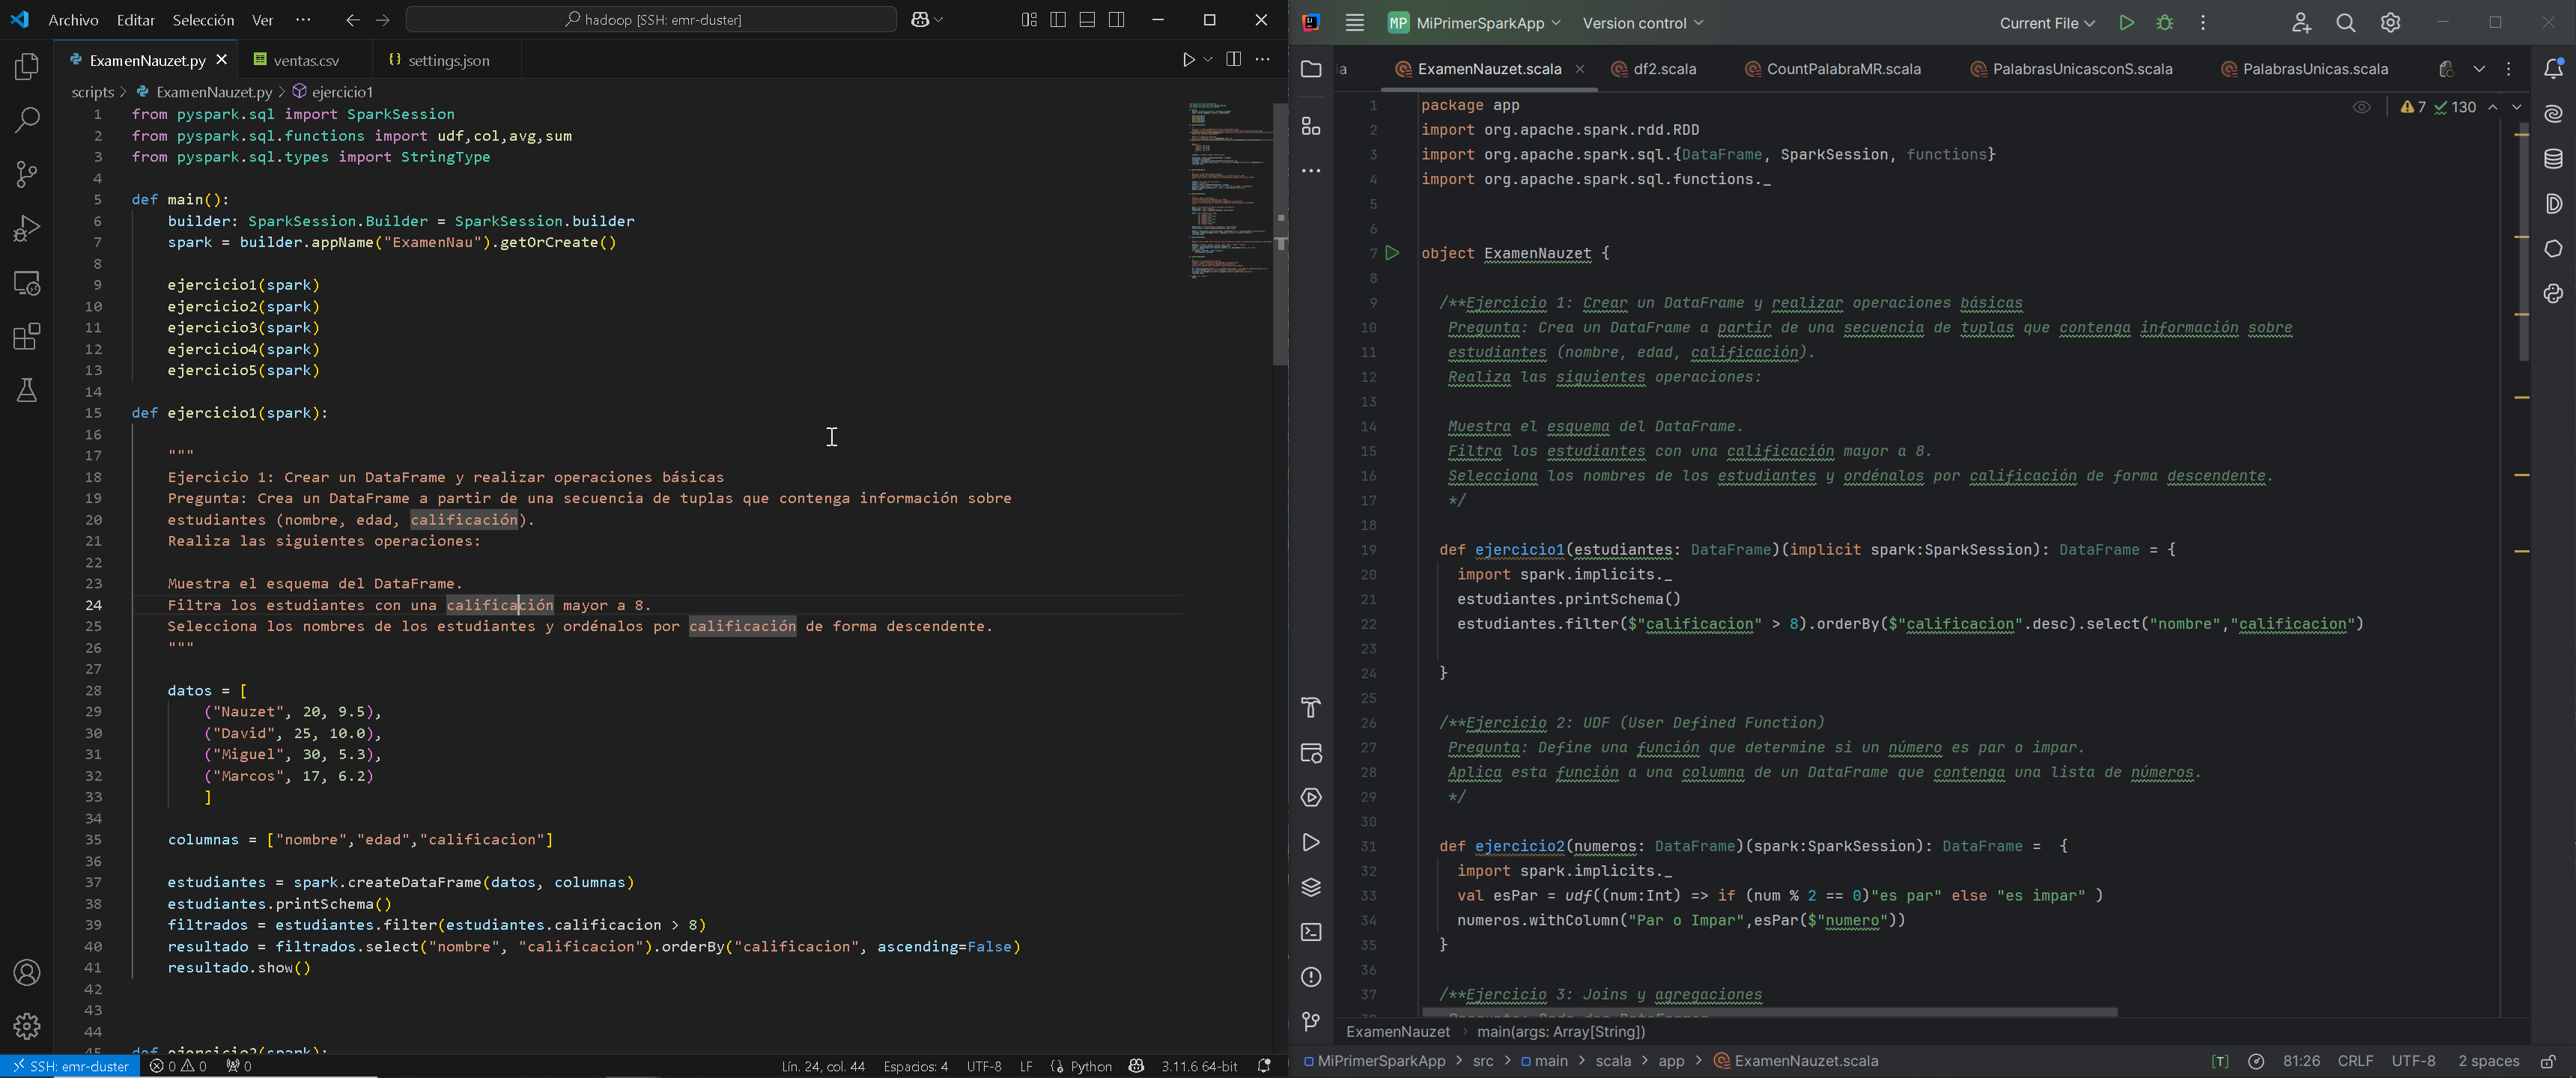 Archivo Editar Selección Ver ··· hadoop [SSH: emr-duster]
ExamenNauzet.py ventas.csv settings.json
scripts > ExamenNauzet.py > ejercicio1
1 from pyspark.sql import SparkSession
2 from pyspark.sql.functions import udf,col,avg,sum
3 from pyspark.sql.types import StringType
4
5 def main():
6 builder: SparkSession.Builder = SparkSession.builder
7 spark = builder.appName("ExamenNau").getOrCreate()
8
9 ejercicio1(spark)
10 ejercicio2(spark)
11 ejercicio3(spark)
12 ejercicio4(spark)
13 ejercicio5(spark)
14
15 def ejercicio1(spark):
16
17 """
18 Ejercicio 1: Crear un DataFrame y realizar operaciones básicas
19 Pregunta: Crea un DataFrame a partir de una secuencia de tuplas que contenga información sobre
20 estudiantes (nombre, edad, calificación).
21 Realiza las siguientes operaciones:
22
23 Muestra el esquema del DataFrame.
24 Filtra los estudiantes con una calificación mayor a 8.
25 Selecciona los nombres de los estudiantes y ordénalos por calificación de forma descendente.
26 """
27
28 datos = [
29 ("Nauzet", 20, 9.5),
30 ("David", 25, 10.0),
31 ("Miguel", 30, 5.3),
32 ("Marcos", 17, 6.2)
33 ]
34
35 columnas = ["nombre","edad","calificacion"]
36
37 estudiantes = spark.createDataFrame(datos, columnas)
38 estudiantes.printSchema()
39 filtrados = estudiantes.filter(estudiantes.calificacion > 8)
40 resultado = filtrados.select("nombre", "calificacion").orderBy("calificacion", ascending=False)
41 resultado.show()
42
43
44
45 def ejercicio2(spark):
SSH: emr-duster 0 0 0 Lín. 24, col. 44 Espacios: 4 UTF-8 LF Python 3.11.6 64-bit
MP MiPrimerSparkApp Version control Current File
la ExamenNauzet.scala df2.scala CountPalabraMR.scala PalabrasUnicasconS.scala PalabrasUnicas.scala
7 130
1 package app
2 import org.apache.spark.rdd.RDD
3 import org.apache.spark.sql.{DataFrame, SparkSession, functions}
4 import org.apache.spark.sql.functions._
5
6
7 object ExamenNauzet {
8
9 /**Ejercicio 1: Crear un DataFrame y realizar operaciones básicas
10 Pregunta: Crea un DataFrame a partir de una secuencia de tuplas que contenga información sobre
11 estudiantes (nombre, edad, calificación).
12 Realiza las siguientes operaciones:
13
14 Muestra el esquema del DataFrame.
15 Filtra los estudiantes con una calificación mayor a 8.
16 Selecciona los nombres de los estudiantes y ordénalos por calificación de forma descendente.
17 */
18
19 def ejercicio1(estudiantes: DataFrame)(implicit spark:SparkSession): DataFrame = {
20 import spark.implicits._
21 estudiantes.printSchema()
22 estudiantes.filter($"calificacion" > 8).orderBy($"calificacion".desc).select("nombre","calificacion")
23
24 }
25
26 /**Ejercicio 2: UDF (User Defined Function)
27 Pregunta: Define una función que determine si un número es par o impar.
28 Aplica esta función a una columna de un DataFrame que contenga una lista de números.
29 */
30
31 def ejercicio2(numeros: DataFrame)(spark:SparkSession): DataFrame = {
32 import spark.implicits._
33 val esPar = udf((num:Int) => if (num % 2 == 0)"es par" else "es impar" )
34 numeros.withColumn("Par o Impar",esPar($"numero"))
35 }
36
37 /**Ejercicio 3: Joins y agregaciones
ExamenNauzet > main(args: Array[String])
MiPrimerSparkApp > src > main > scala > app > ExamenNauzet.scala [T] 81:26 CRLF UTF-8 2 spaces